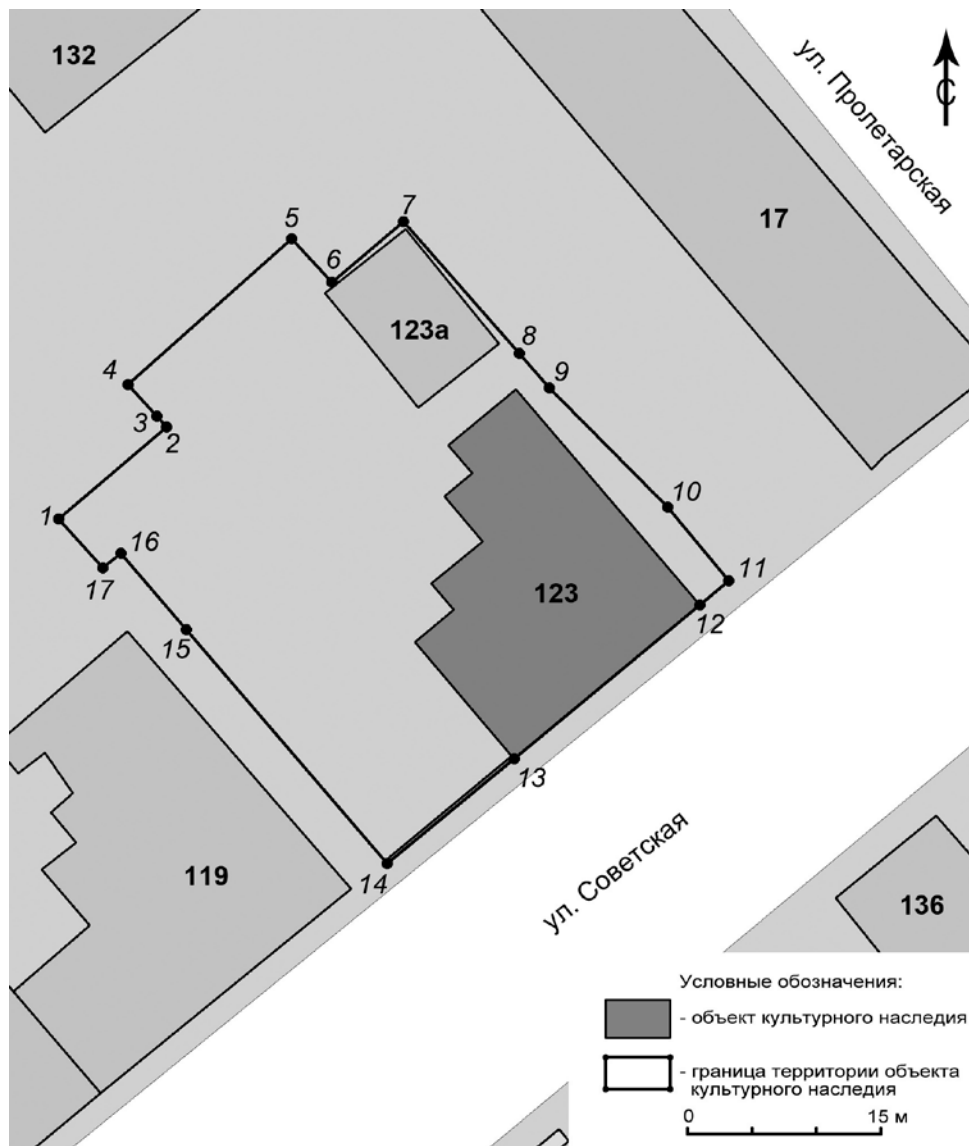 132
ул. Пролетарская
С
17
5
7
6
123а
8
9
4
3
2
1
10
16
17
11
123
12
15
13
14
119
ул. Советская
136
Условные обозначения:
- объект культурного наследия
- граница территории объекта
культурного наследия
0 15 м